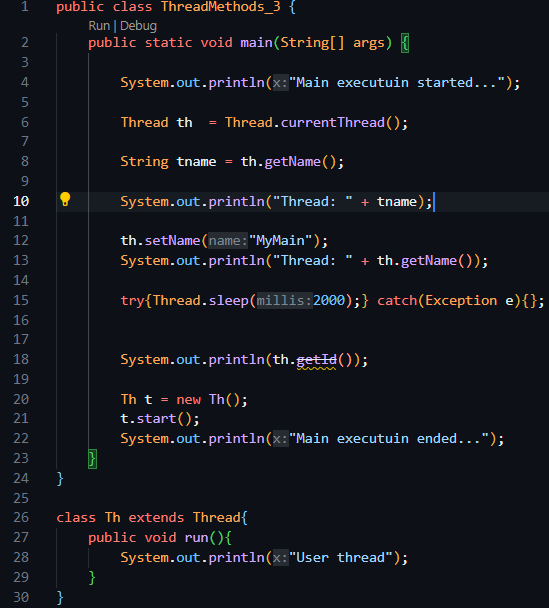 1 public class ThreadMethods_3 {
Run | Debug
2 public static void main(String[] args) {
3
4 System.out.println(x:"Main executuin started...");
5
6 Thread th  = Thread.currentThread();
7
8 String tname = th.getName();
9
10 System.out.println("Thread: " + tname);
11
12 th.setName(name:"MyMain");
13 System.out.println("Thread: " + th.getName());
14
15 try{Thread.sleep(millis:2000);} catch(Exception e){};
16
17
18 System.out.println(th.getId());
19
20 Th t = new Th();
21 t.start();
22 System.out.println(x:"Main executuin ended...");
23 }
24 }
25
26 class Th extends Thread{
27 public void run(){
28 System.out.println(x:"User thread");
29 }
30 }